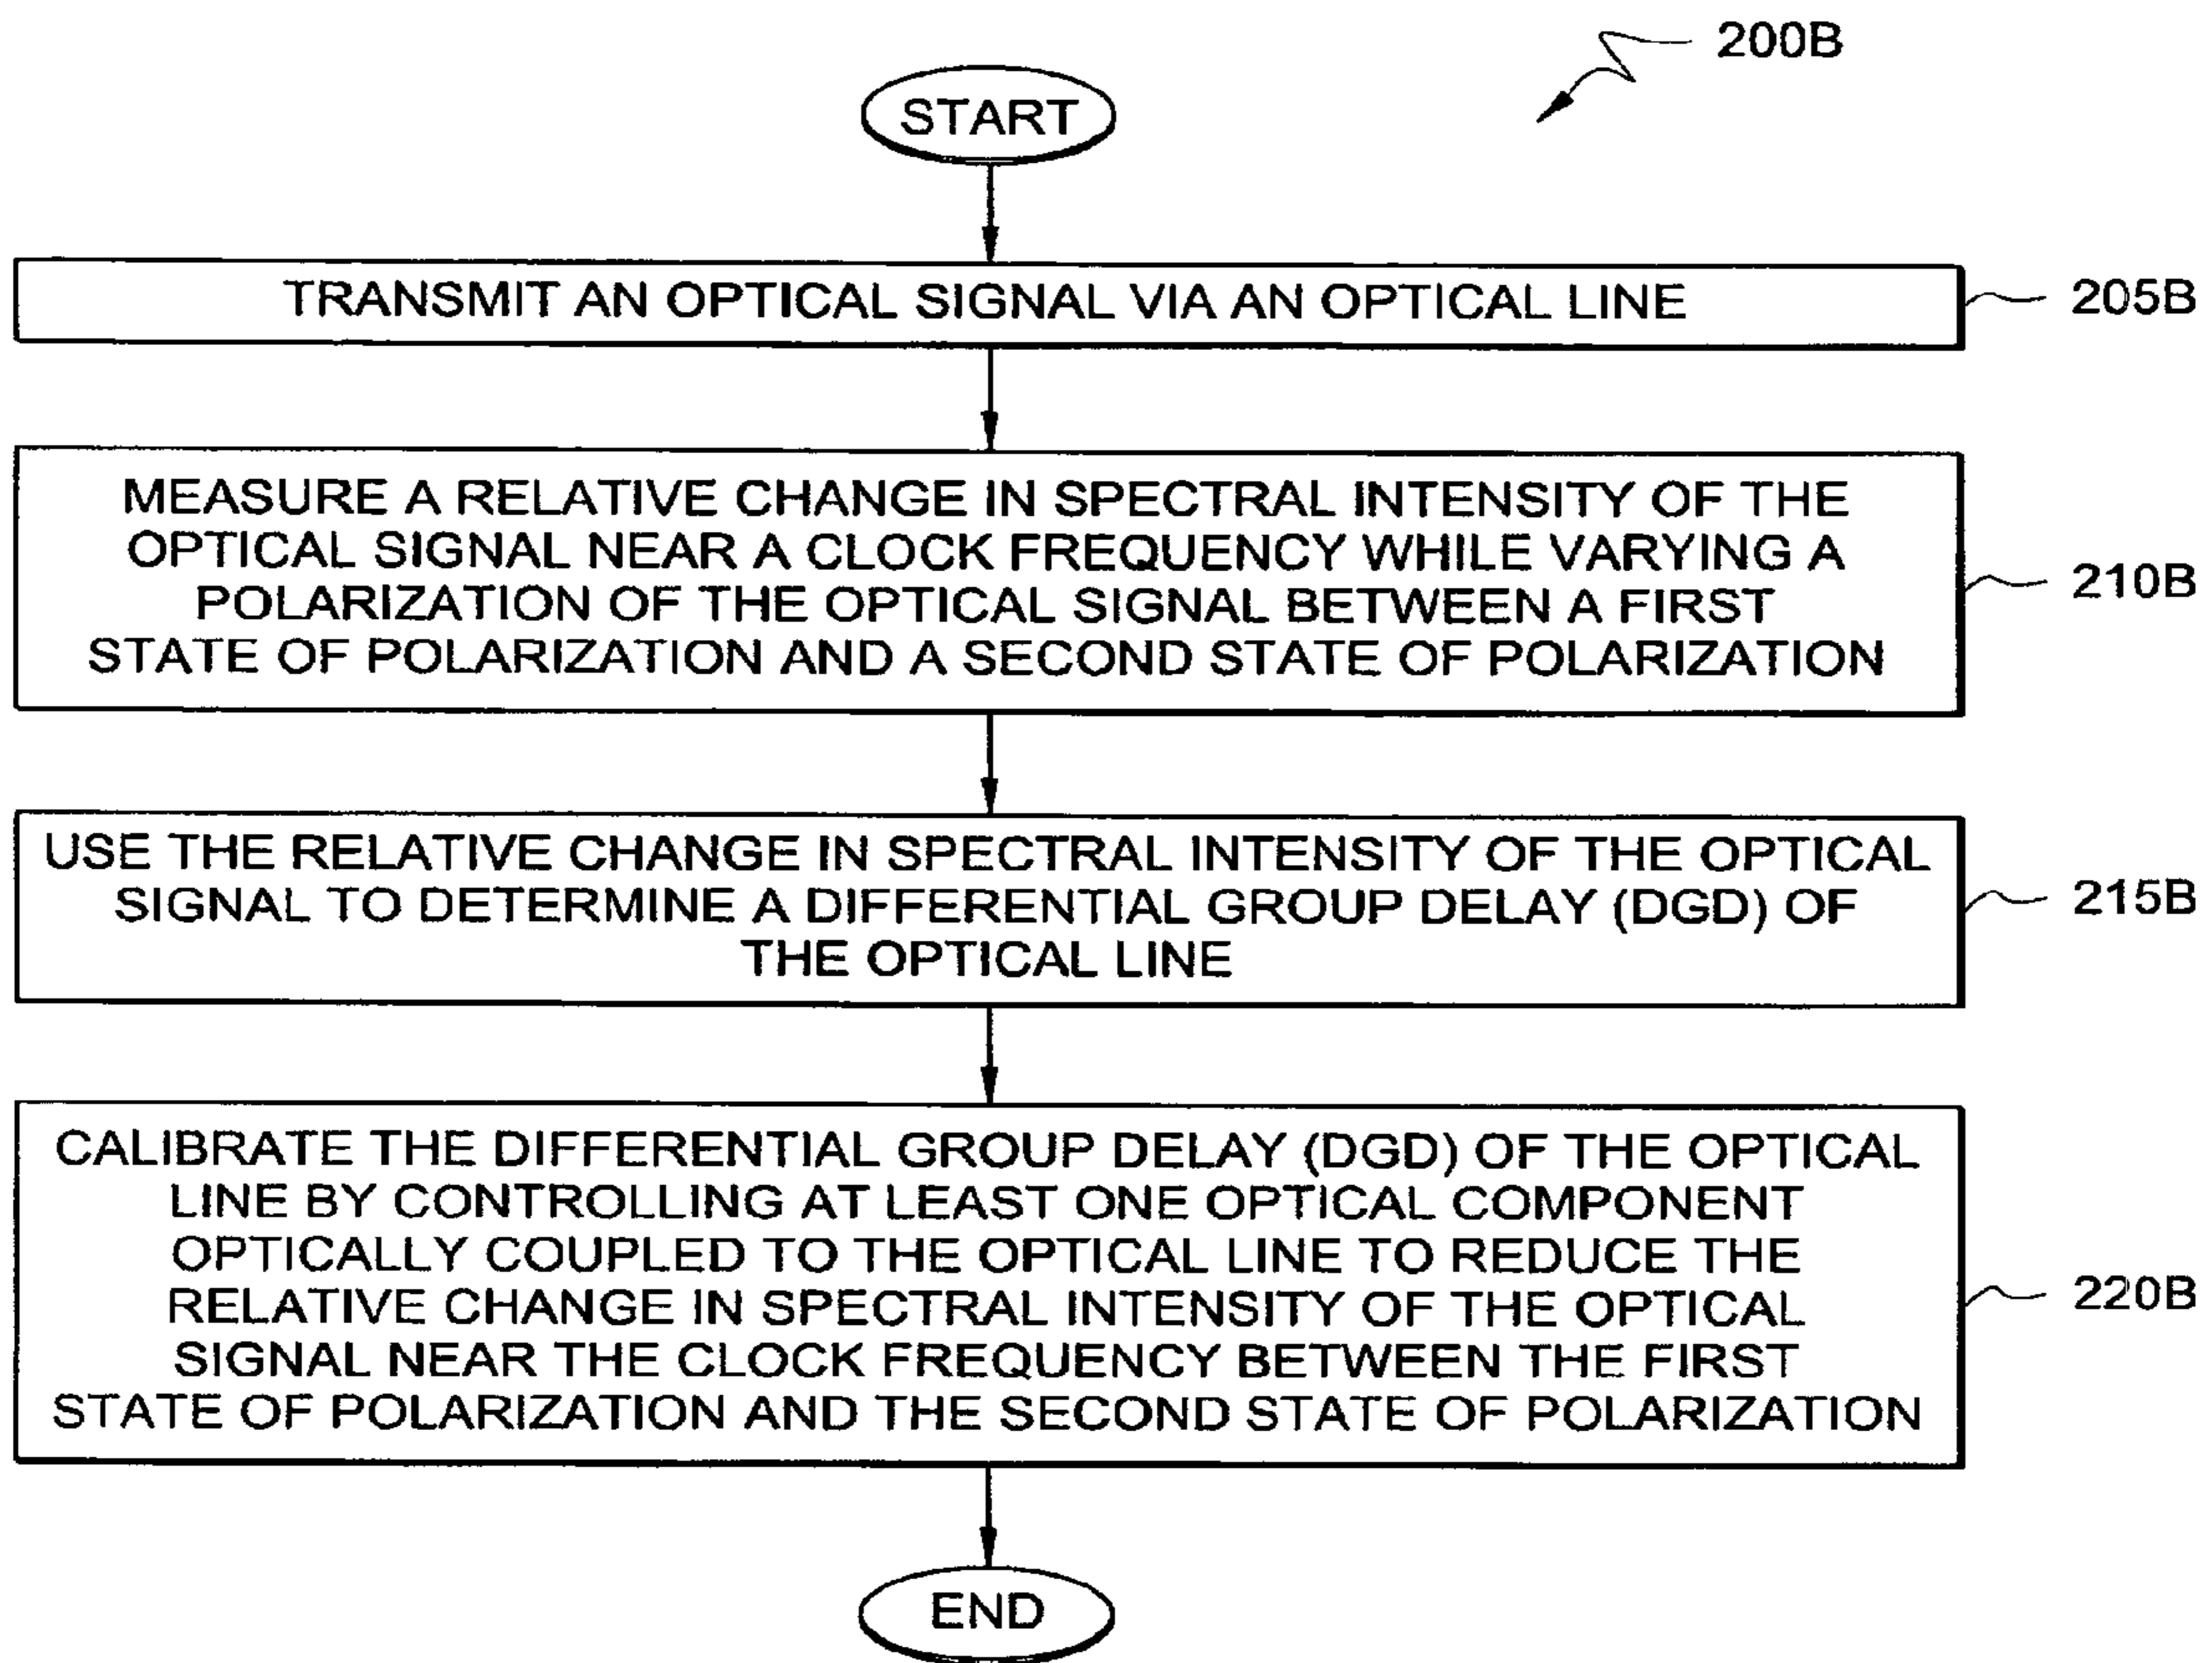 200B
START
TRANSMIT AN OPTICAL SIGNAL VIA AN OPTICAL LINE
205B
MEASURE A RELATIVE CHANGE IN SPECTRAL INTENSITY OF THE
OPTICAL SIGNAL NEAR A CLOCK FREQUENCY WHILE VARYING A
POLARIZATION OF THE OPTICAL SIGNAL BETWEEN A FIRST
STATE OF POLARIZATION AND A SECOND STATE OF POLARIZATION
210B
USE THE RELATIVE CHANGE IN SPECTRAL INTENSITY OF THE OPTICAL
SIGNAL TO DETERMINE A DIFFERENTIAL GROUP DELAY (DGD) OF
THE OPTICAL LINE
215B
CALIBRATE THE DIFFERENTIAL GROUP DELAY (DGD) OF THE OPTICAL
LINE BY CONTROLLING AT LEAST ONE OPTICAL COMPONENT
OPTICALLY COUPLED TO THE OPTICAL LINE TO REDUCE THE
RELATIVE CHANGE IN SPECTRAL INTENSITY OF THE OPTICAL
SIGNAL NEAR THE CLOCK FREQUENCY BETWEEN THE FIRST
STATE OF POLARIZATION AND THE SECOND STATE OF POLARIZATION
220B
END